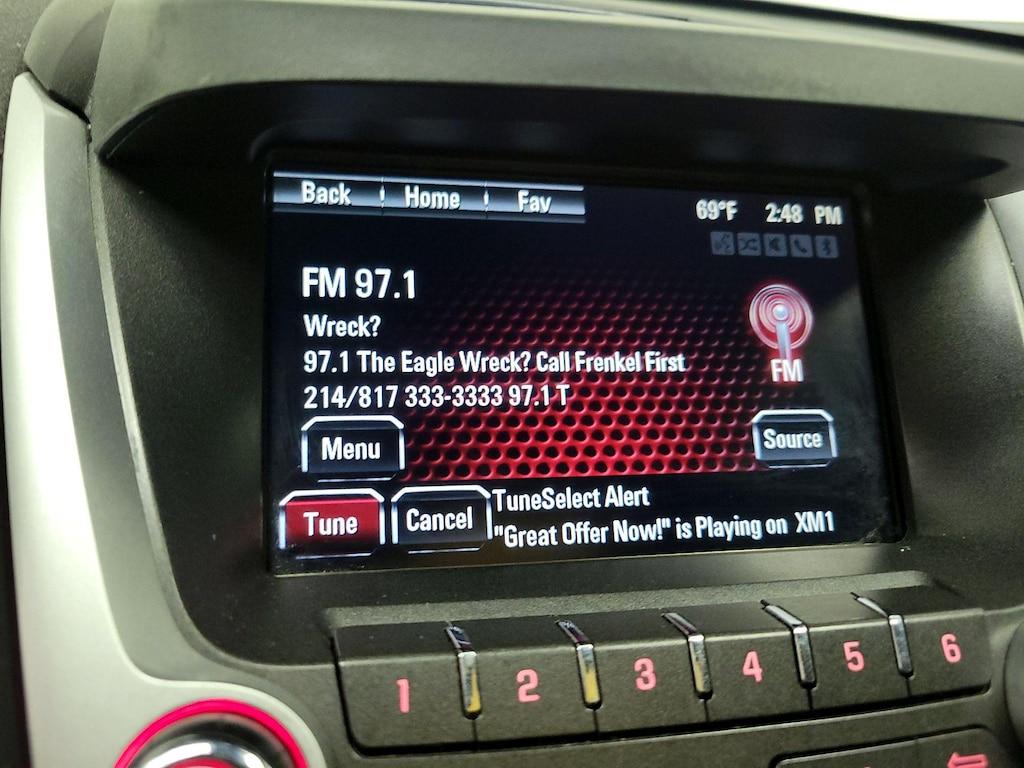 Back Home Fav
69°F 2:48 PM
FM 97.1
Wreck?
97.1 The Eagle Wreck? Call Frenkel First
214/817 333-3333 97.1 T
FM
Menu
Source
Tune Cancel
TuneSelect Alert
"Great Offer Now!" is Playing on XM1
1 2 3 4 5 6